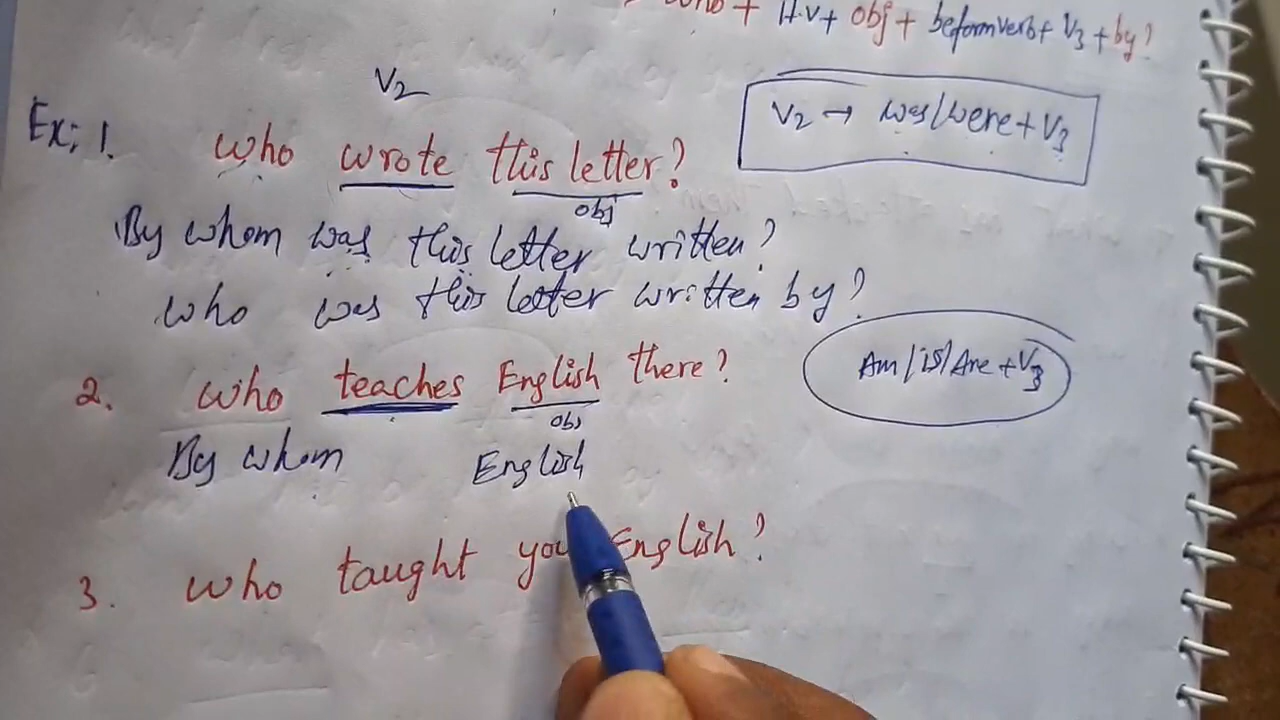 who + H.v+ obj + beformverb+ V3 + by?
V2
V2 → was/were + V3
Ex; 1. who wrote this letter?
obj
By whom was this letter written?
who was this letter written by?
Am/is/Are + V3
2. who teaches English there?
obj
By whom English
3. who taught you English?